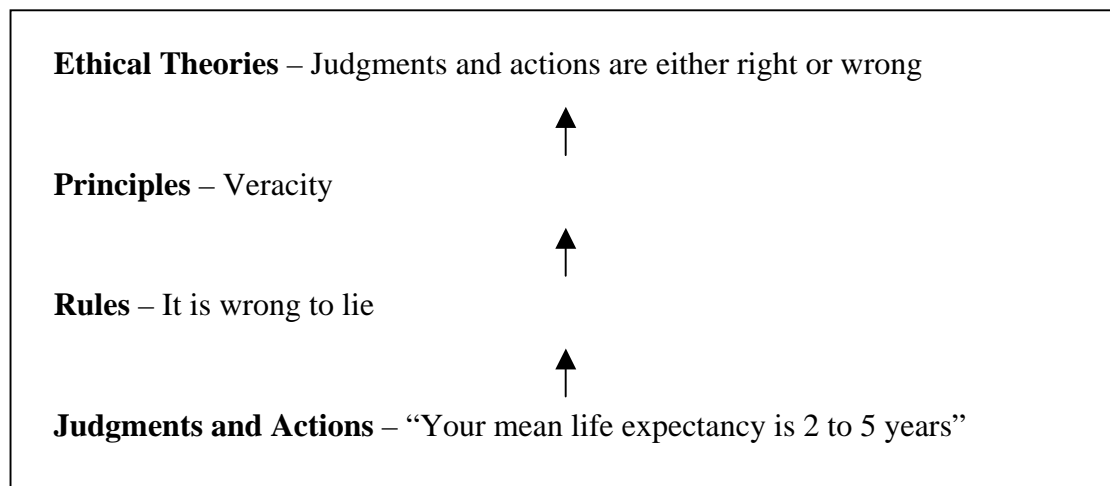 Ethical Theories – Judgments and actions are either right or wrong
Principles – Veracity
Rules – It is wrong to lie
Judgments and Actions – “Your mean life expectancy is 2 to 5 years”